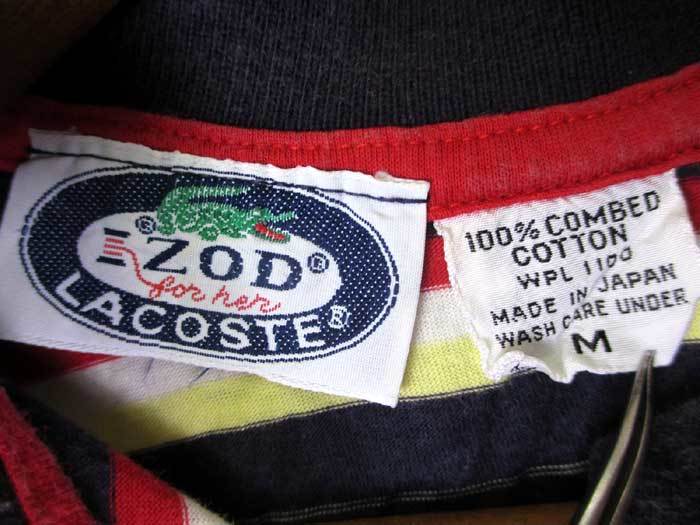 ®IZOD®
for her
LACOSTE®
100% COMBED
COTTON
WPL 1100
MADE IN JAPAN
WASH CARE UNDER
M